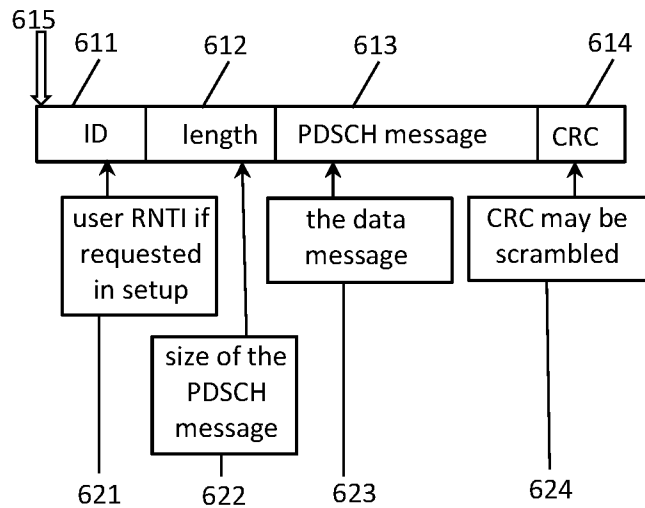 615
611
612
613
614
ID
length
PDSCH message
CRC
user RNTI if
requested
in setup
the data
message
CRC may be
scrambled
size of the
PDSCH
message
621
622
623
624